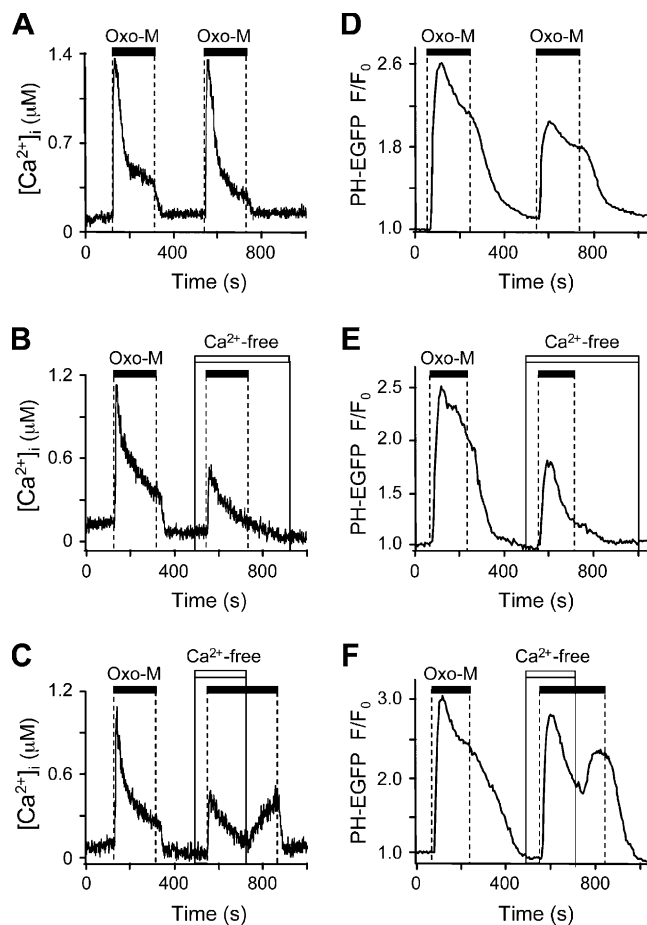 A
Oxo-M Oxo-M
[Ca²⁺]ᵢ (μM)
1.4
0.7
0
0 400 800
Time (s)
D
Oxo-M Oxo-M
PH-EGFP F/F₀
2.6
1.8
1.0
0 400 800
Time (s)
B
Ca²⁺-free
Oxo-M
[Ca²⁺]ᵢ (μM)
1.2
0.6
0
0 400 800
Time (s)
E
Ca²⁺-free
Oxo-M
PH-EGFP F/F₀
2.5
2.0
1.5
1.0
0 400 800
Time (s)
C
Ca²⁺-free
Oxo-M
[Ca²⁺]ᵢ (μM)
1.2
0.6
0
0 400 800
Time (s)
F
Ca²⁺-free
Oxo-M
PH-EGFP F/F₀
3.0
2.0
1.0
0 400 800
Time (s)